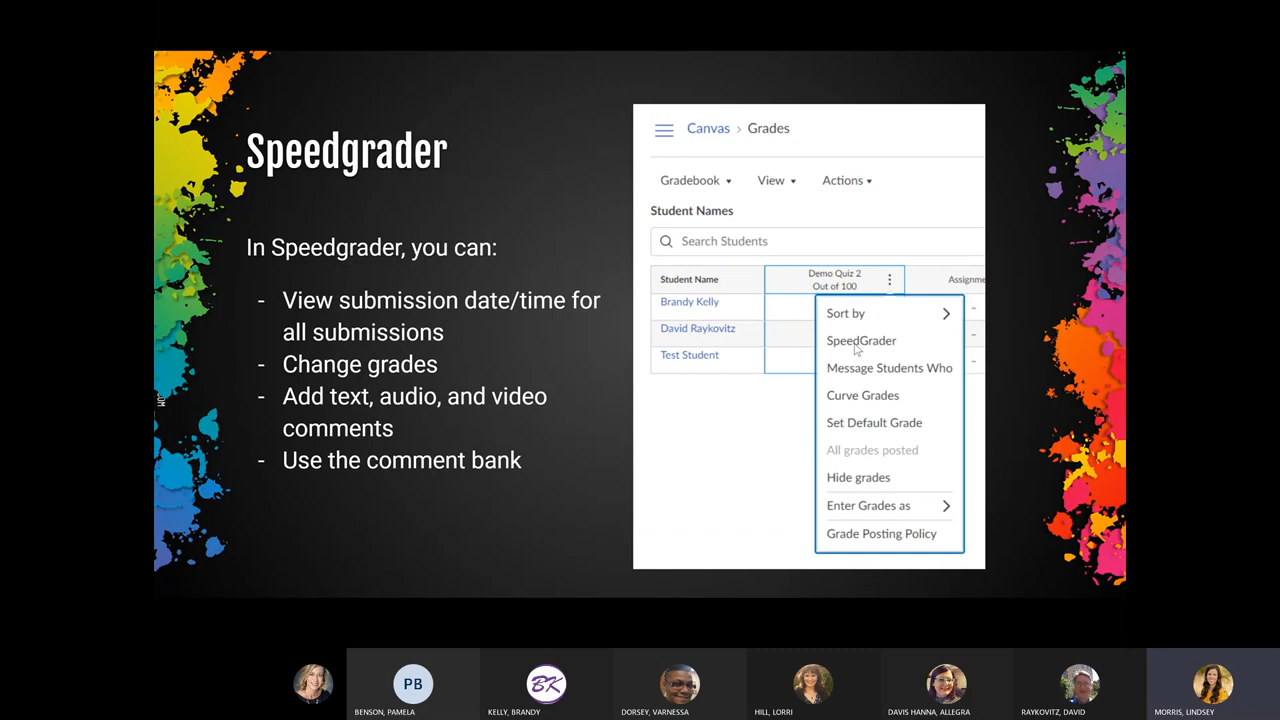 Speedgrader
In Speedgrader, you can:
- View submission date/time for
all submissions
- Change grades
- Add text, audio, and video
comments
- Use the comment bank
Canvas > Grades
Gradebook ▾ View ▾ Actions ▾
Student Names
Search Students
Student Name
Demo Quiz 2
Out of 100
Assignme
Brandy Kelly
–
David Raykovitz
–
Test Student
–
Sort by
SpeedGrader
Message Students Who
Curve Grades
Set Default Grade
All grades posted
Hide grades
Enter Grades as
Grade Posting Policy
PB
BK
BENSON, PAMELA
KELLY, BRANDY
DORSEY, VARNESSA
HILL, LORRI
DAVIS HANNA, ALLEGRA
RAYKOVITZ, DAVID
MORRIS, LINDSEY